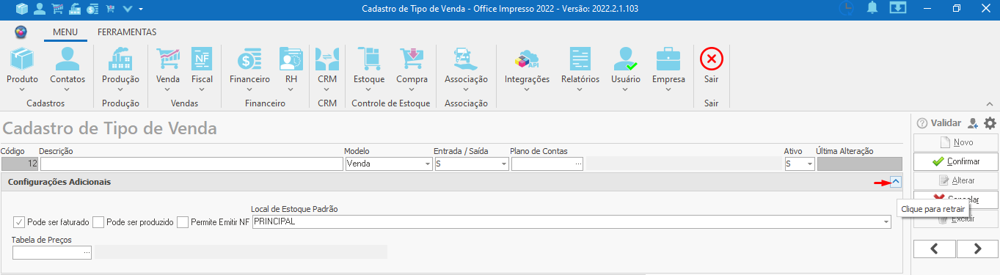 Cadastro de Tipo de Venda - Office Impresso 2022 - Versão: 2022.2.1.103
MENU FERRAMENTAS
Produto Contatos Produção Venda Fiscal Financeiro RH CRM Estoque Compra Associação Integrações Relatórios Usuário Empresa Sair
Cadastros Produção Vendas Financeiro CRM Controle de Estoque Associação Sair
Cadastro de Tipo de Venda
Validar
Novo
Código Descrição Modelo Entrada / Saída Plano de Contas Ativo Última Alteração
12 Venda S ... S
Confirmar
Configurações Adicionais
Alterar
Cancelar
Clique para retrair
Local de Estoque Padrão
Excluir
Pode ser faturado Pode ser produzido Permite Emitir NF PRINCIPAL
Tabela de Preços
...